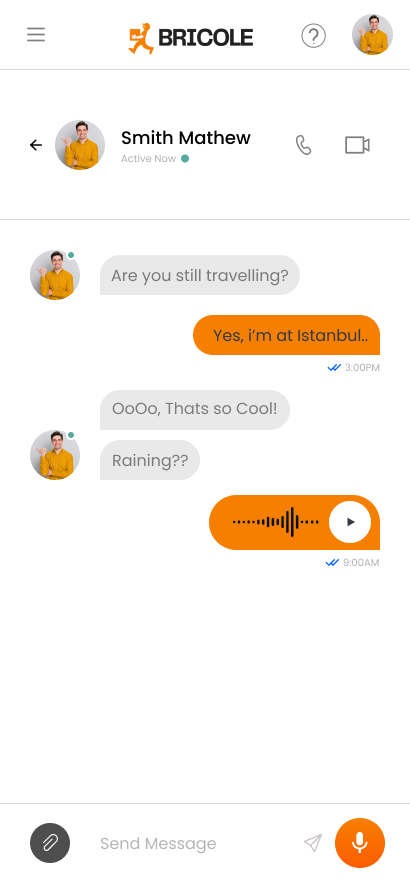 BRICOLE
Smith Mathew
Active Now
Are you still travelling?
Yes, i’m at Istanbul..
3:00PM
OoOo, Thats so Cool!
Raining??
9:00AM
Send Message